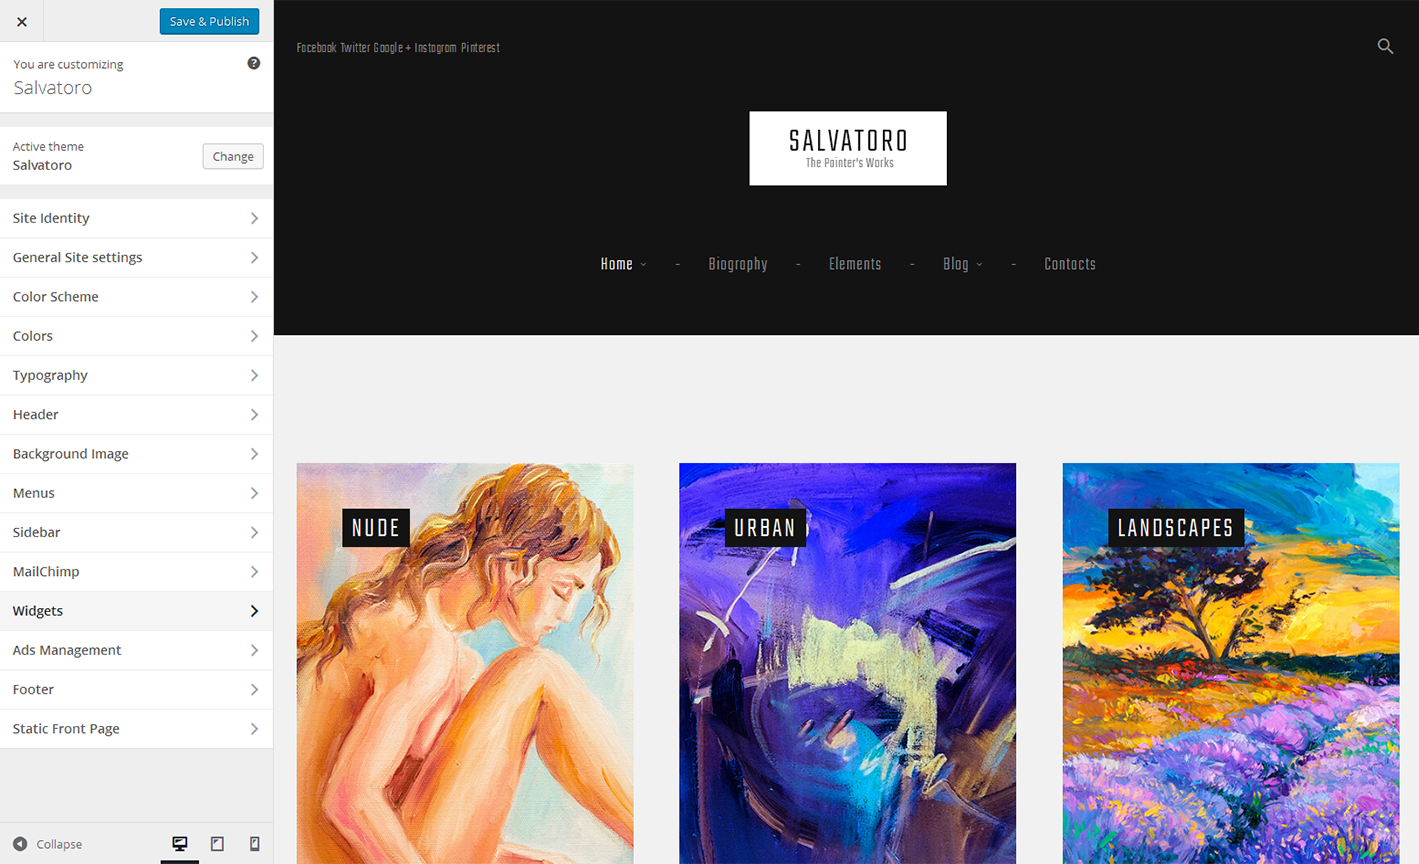 Save & Publish
You are customizing
Salvatoro
Active theme
Salvatoro
Change
Site Identity
General Site settings
Color Scheme
Colors
Typography
Header
Background Image
Menus
Sidebar
MailChimp
Widgets
Ads Management
Footer
Static Front Page
Collapse
Facebook Twitter Google + Instagram Pinterest
SALVATORO
The Painter's Works
Home - Biography - Elements - Blog - Contacts
NUDE
URBAN
LANDSCAPES